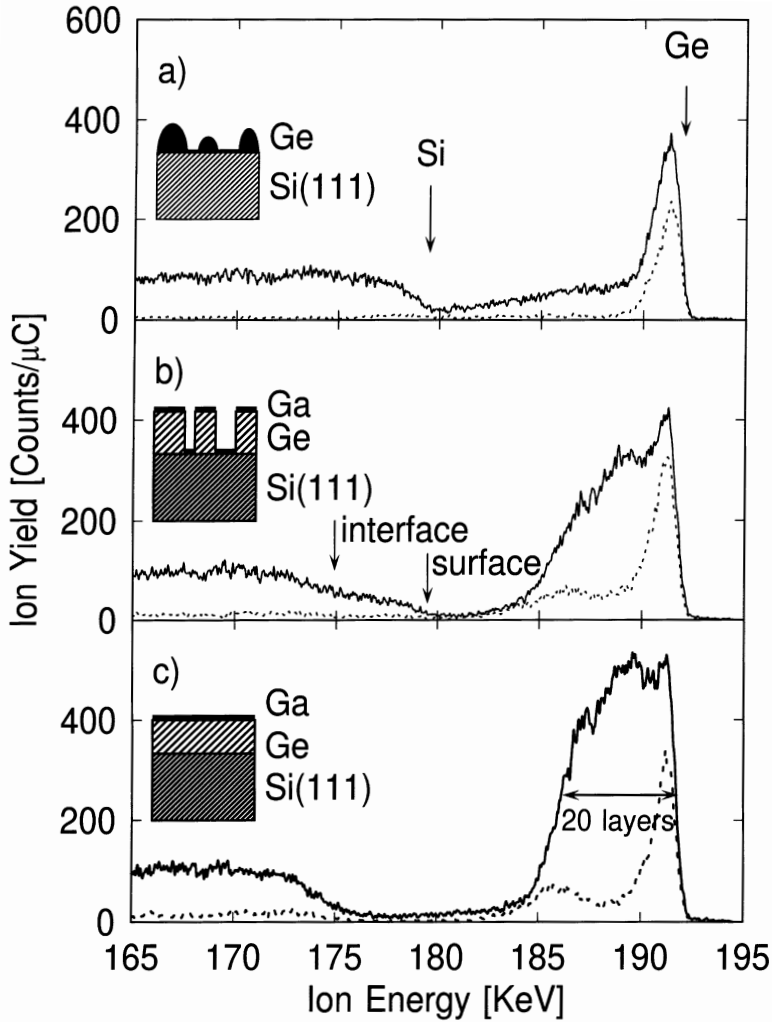 600
a)
Ge
400
Ge
Si
Si(111)
200
0
b)
Ga
400
Ge
Si(111)
200
interface
surface
0
c)
Ga
400
Ge
Si(111)
200
20 layers
0
165 170 175 180 185 190 195
Ion Energy [KeV]
Ion Yield [Counts/μC]